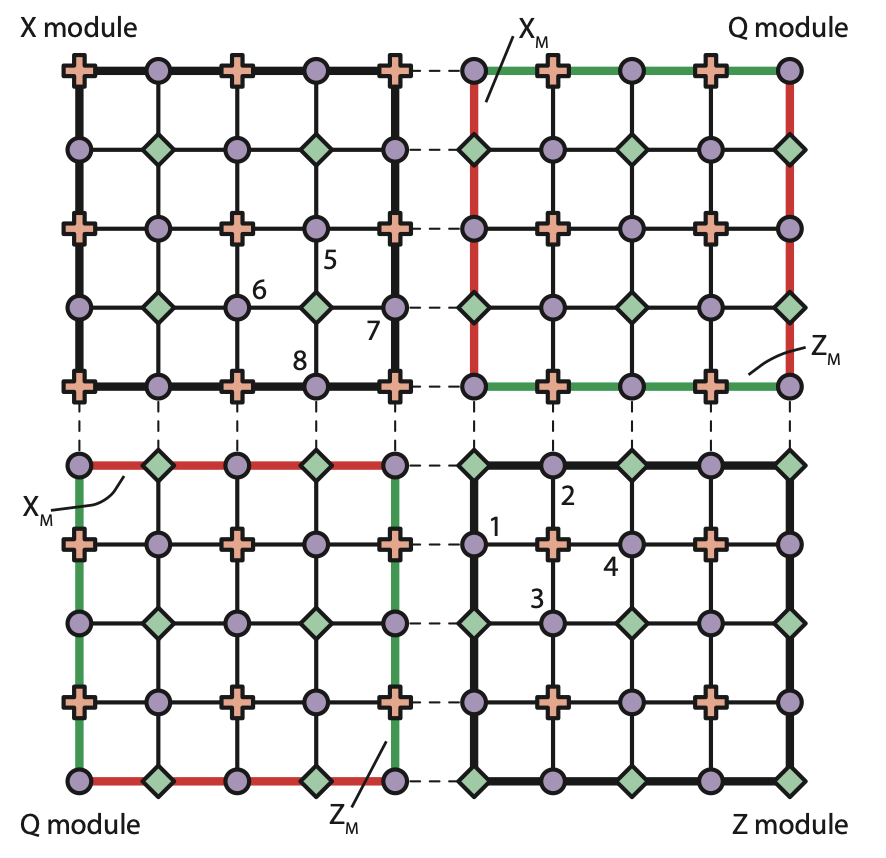 X module
X_M
Q module
5
6
7
8
Z_M
X_M
2
1
4
3
Z_M
Q module
Z module